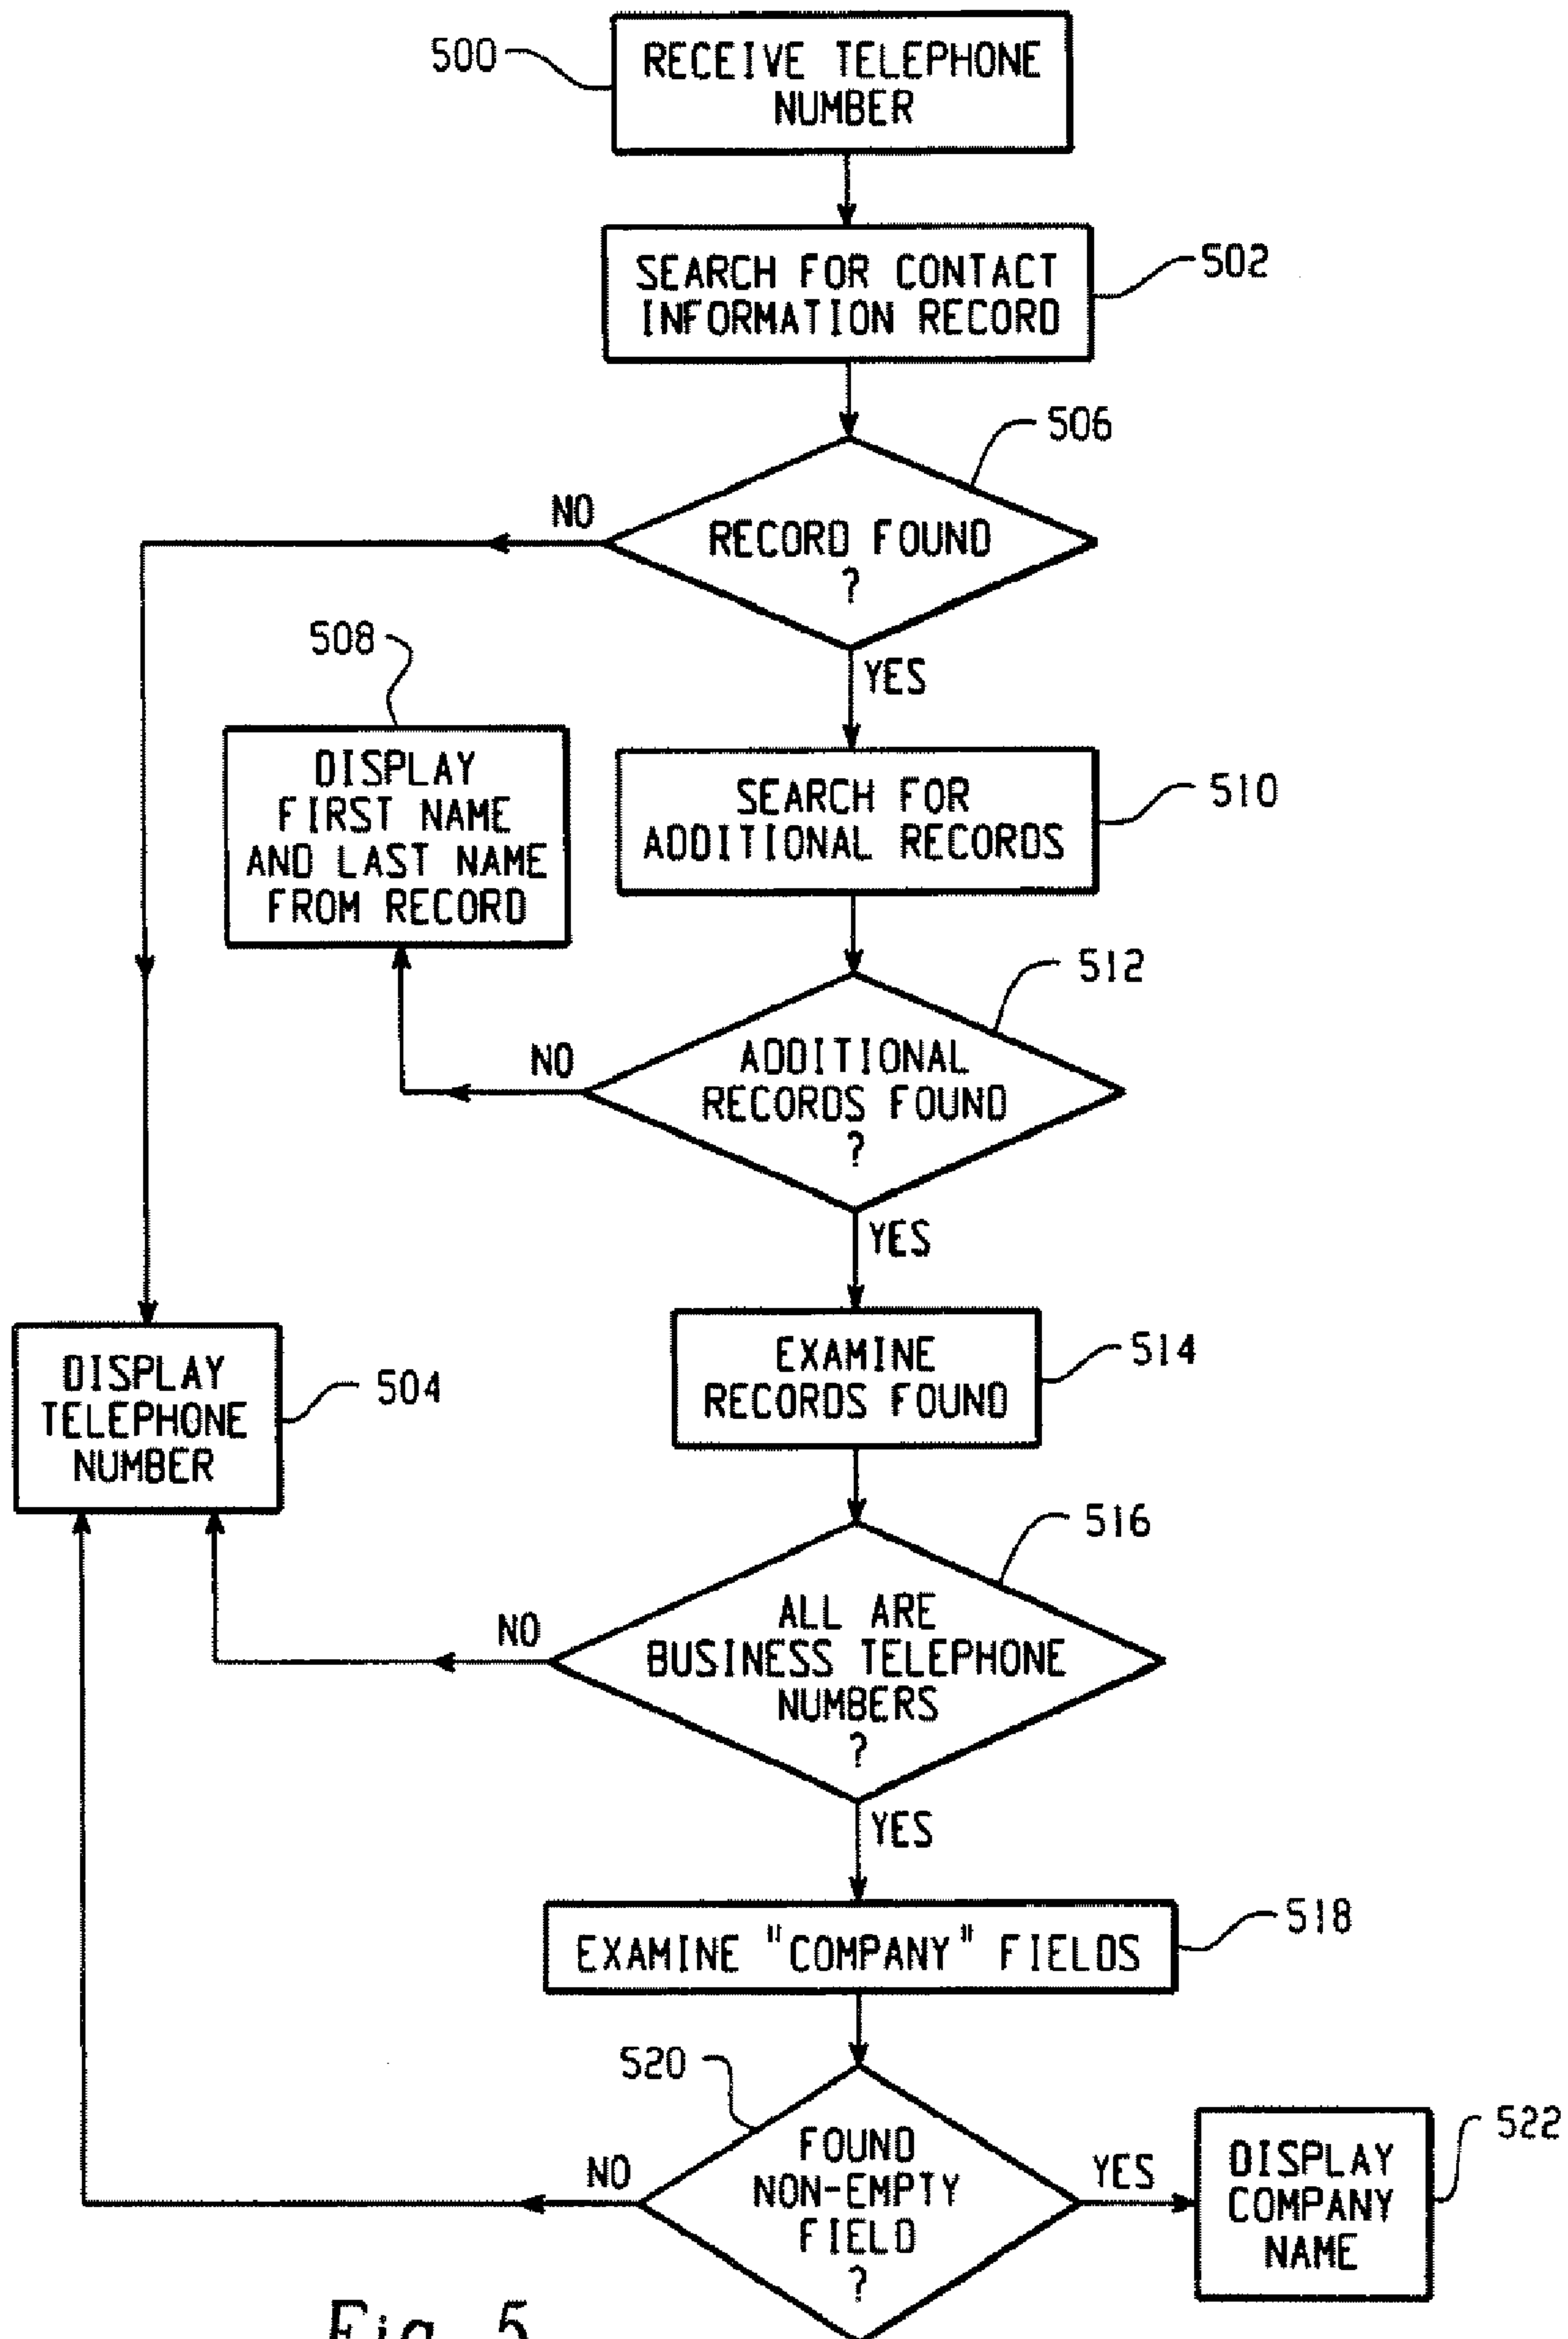 500
RECEIVE TELEPHONE
NUMBER
SEARCH FOR CONTACT
INFORMATION RECORD
502
506
NO
RECORD FOUND
?
YES
508
DISPLAY
FIRST NAME
AND LAST NAME
FROM RECORD
SEARCH FOR
ADDITIONAL RECORDS
510
512
NO
ADDITIONAL
RECORDS FOUND
?
YES
DISPLAY
TELEPHONE
NUMBER
504
EXAMINE
RECORDS FOUND
514
516
NO
ALL ARE
BUSINESS TELEPHONE
NUMBERS
?
YES
EXAMINE "COMPANY" FIELDS
518
520
NO
FOUND
NON-EMPTY
FIELD
?
YES
DISPLAY
COMPANY
NAME
522
Fig. 5